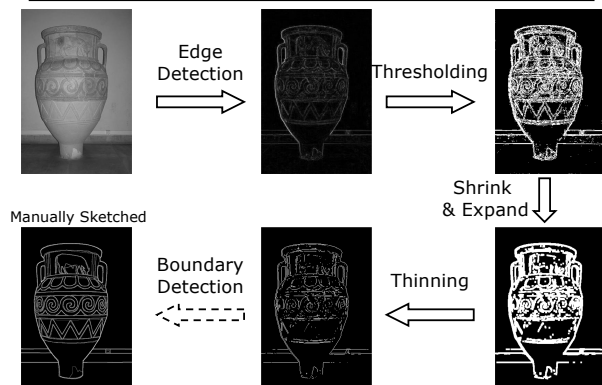 Edge
Detection
Thresholding
Shrink
& Expand
Manually Sketched
Boundary
Detection
Thinning